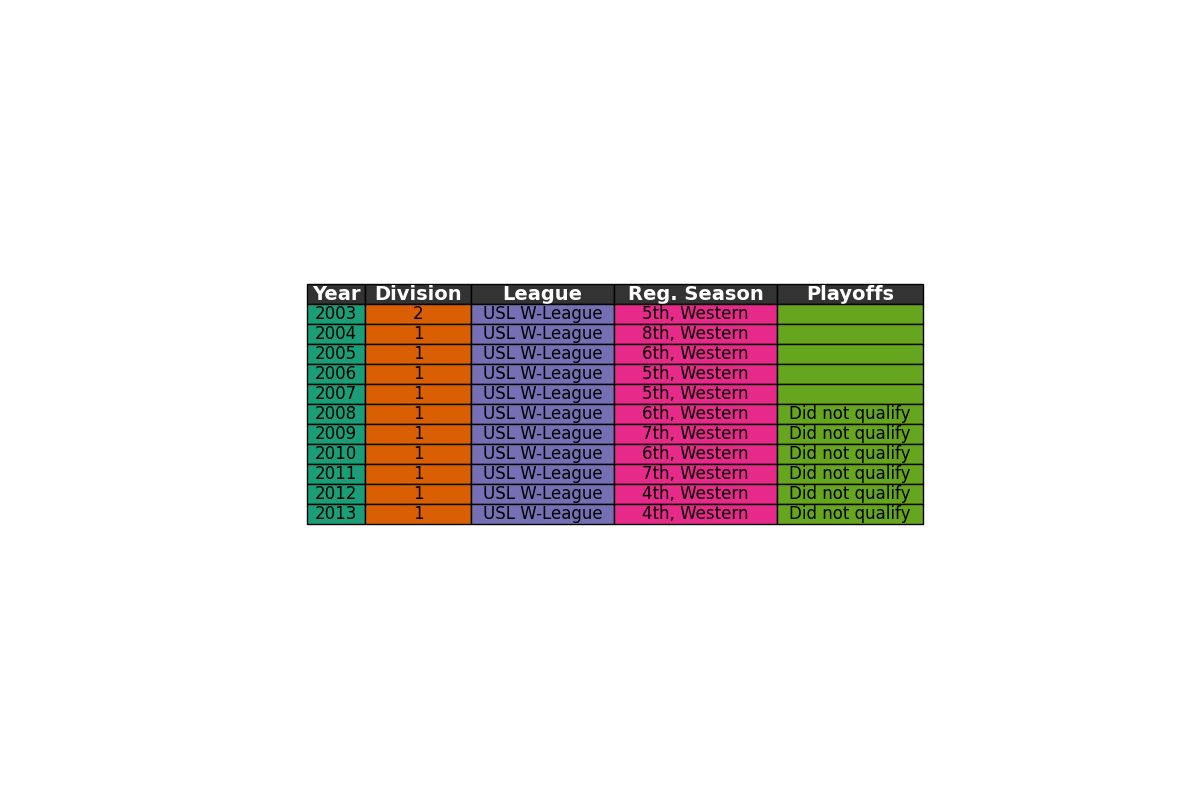 Year Division League Reg. Season Playoffs
2003 2 USL W-League 5th, Western
2004 1 USL W-League 8th, Western
2005 1 USL W-League 6th, Western
2006 1 USL W-League 5th, Western
2007 1 USL W-League 5th, Western
2008 1 USL W-League 6th, Western Did not qualify
2009 1 USL W-League 7th, Western Did not qualify
2010 1 USL W-League 6th, Western Did not qualify
2011 1 USL W-League 7th, Western Did not qualify
2012 1 USL W-League 4th, Western Did not qualify
2013 1 USL W-League 4th, Western Did not qualify